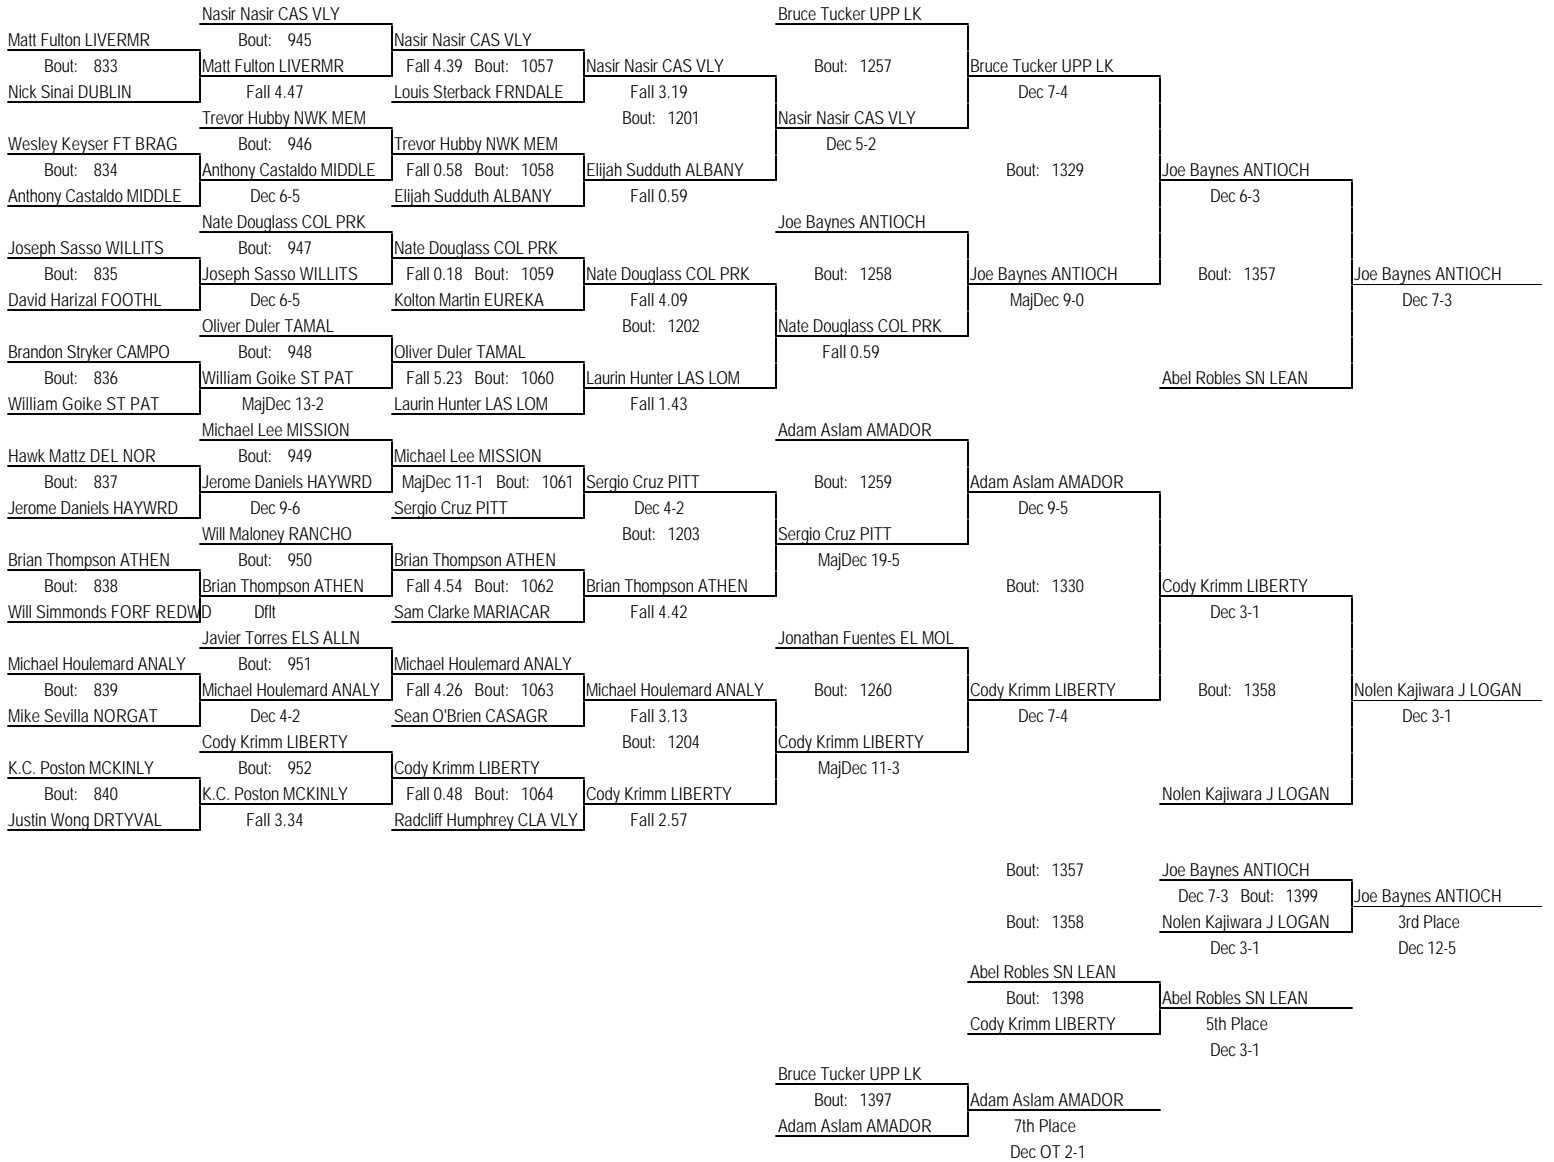 Nasir Nasir CAS VLY Bruce Tucker UPP LK
Matt Fulton LIVERMR Bout: 945 Nasir Nasir CAS VLY
Bout: 833 Matt Fulton LIVERMR Fall 4.39 Bout: 1057 Nasir Nasir CAS VLY Bout: 1257 Bruce Tucker UPP LK
Nick Sinai DUBLIN Fall 4.47 Louis Sterback FRNDALE Fall 3.19 Dec 7-4
Trevor Hubby NWK MEM Bout: 1201 Nasir Nasir CAS VLY
Wesley Keyser FT BRAG Bout: 946 Trevor Hubby NWK MEM Dec 5-2
Bout: 834 Anthony Castaldo MIDDLE Fall 0.58 Bout: 1058 Elijah Sudduth ALBANY Bout: 1329 Joe Baynes ANTIOCH
Anthony Castaldo MIDDLE Dec 6-5 Elijah Sudduth ALBANY Fall 0.59 Dec 6-3
Nate Douglass COL PRK Joe Baynes ANTIOCH
Joseph Sasso WILLITS Bout: 947 Nate Douglass COL PRK
Bout: 835 Joseph Sasso WILLITS Fall 0.18 Bout: 1059 Nate Douglass COL PRK Bout: 1258 Joe Baynes ANTIOCH Bout: 1357 Joe Baynes ANTIOCH
David Harizal FOOTHL Dec 6-5 Kolton Martin EUREKA Fall 4.09 MajDec 9-0 Dec 7-3
Oliver Duler TAMAL Bout: 1202 Nate Douglass COL PRK
Brandon Stryker CAMPO Bout: 948 Oliver Duler TAMAL Fall 0.59
Bout: 836 William Goike ST PAT Fall 5.23 Bout: 1060 Laurin Hunter LAS LOM Abel Robles SN LEAN
William Goike ST PAT MajDec 13-2 Laurin Hunter LAS LOM Fall 1.43
Michael Lee MISSION Adam Aslam AMADOR
Hawk Mattz DEL NOR Bout: 949 Michael Lee MISSION
Bout: 837 Jerome Daniels HAYWRD MajDec 11-1 Bout: 1061 Sergio Cruz PITT Bout: 1259 Adam Aslam AMADOR
Jerome Daniels HAYWRD Dec 9-6 Sergio Cruz PITT Dec 4-2 Dec 9-5
Will Maloney RANCHO Bout: 1203 Sergio Cruz PITT
Brian Thompson ATHEN Bout: 950 Brian Thompson ATHEN MajDec 19-5
Bout: 838 Brian Thompson ATHEN Fall 4.54 Bout: 1062 Brian Thompson ATHEN Bout: 1330 Cody Krimm LIBERTY
Will Simmonds FORF REDWD Dflt Sam Clarke MARIACAR Fall 4.42 Dec 3-1
Javier Torres ELS ALLN Jonathan Fuentes EL MOL
Michael Houlemard ANALY Bout: 951 Michael Houlemard ANALY
Bout: 839 Michael Houlemard ANALY Fall 4.26 Bout: 1063 Michael Houlemard ANALY Bout: 1260 Cody Krimm LIBERTY Bout: 1358 Nolen Kajiwara J LOGAN
Mike Sevilla NORGAT Dec 4-2 Sean O'Brien CASAGR Fall 3.13 Dec 7-4 Dec 3-1
Cody Krimm LIBERTY Bout: 1204 Cody Krimm LIBERTY
K.C. Poston MCKINLY Bout: 952 Cody Krimm LIBERTY MajDec 11-3
Bout: 840 K.C. Poston MCKINLY Fall 0.48 Bout: 1064 Cody Krimm LIBERTY Nolen Kajiwara J LOGAN
Justin Wong DRTYVAL Fall 3.34 Radcliff Humphrey CLA VLY Fall 2.57
Bout: 1357 Joe Baynes ANTIOCH
Dec 7-3 Bout: 1399 Joe Baynes ANTIOCH
Bout: 1358 Nolen Kajiwara J LOGAN 3rd Place
Dec 3-1 Dec 12-5
Abel Robles SN LEAN
Bout: 1398 Abel Robles SN LEAN
Cody Krimm LIBERTY 5th Place
Dec 3-1
Bruce Tucker UPP LK
Bout: 1397 Adam Aslam AMADOR
Adam Aslam AMADOR 7th Place
Dec OT 2-1